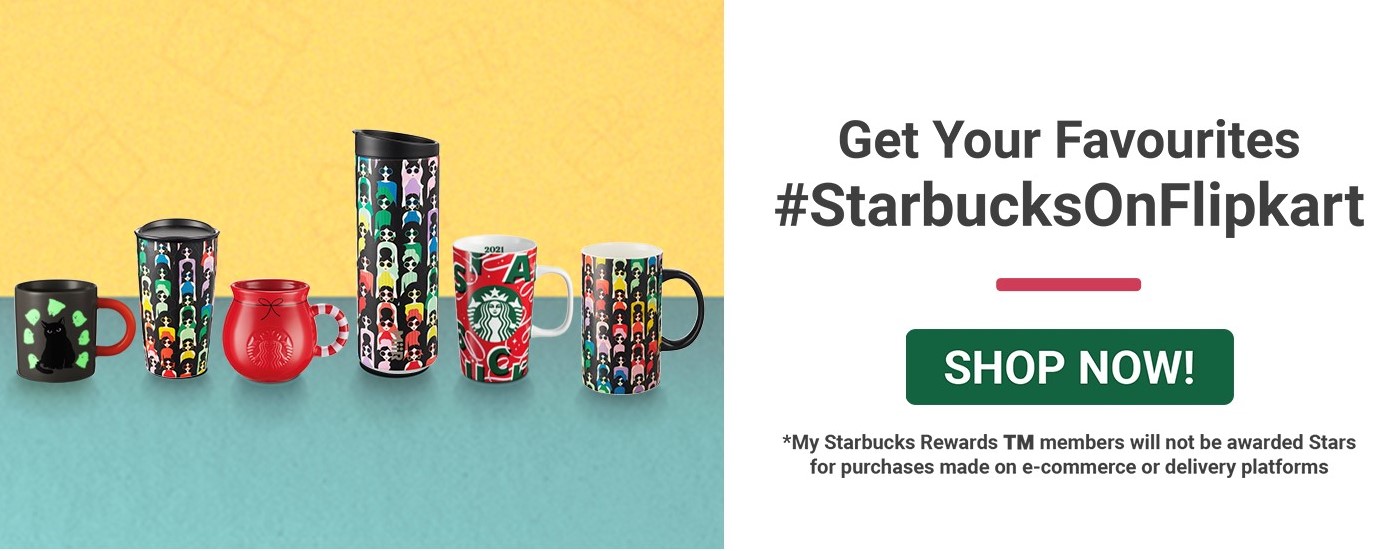 Get Your Favourites
#StarbucksOnFlipkart
SHOP NOW!
*My Starbucks Rewards TM members will not be awarded Stars
for purchases made on e-commerce or delivery platforms
2021
MiiR